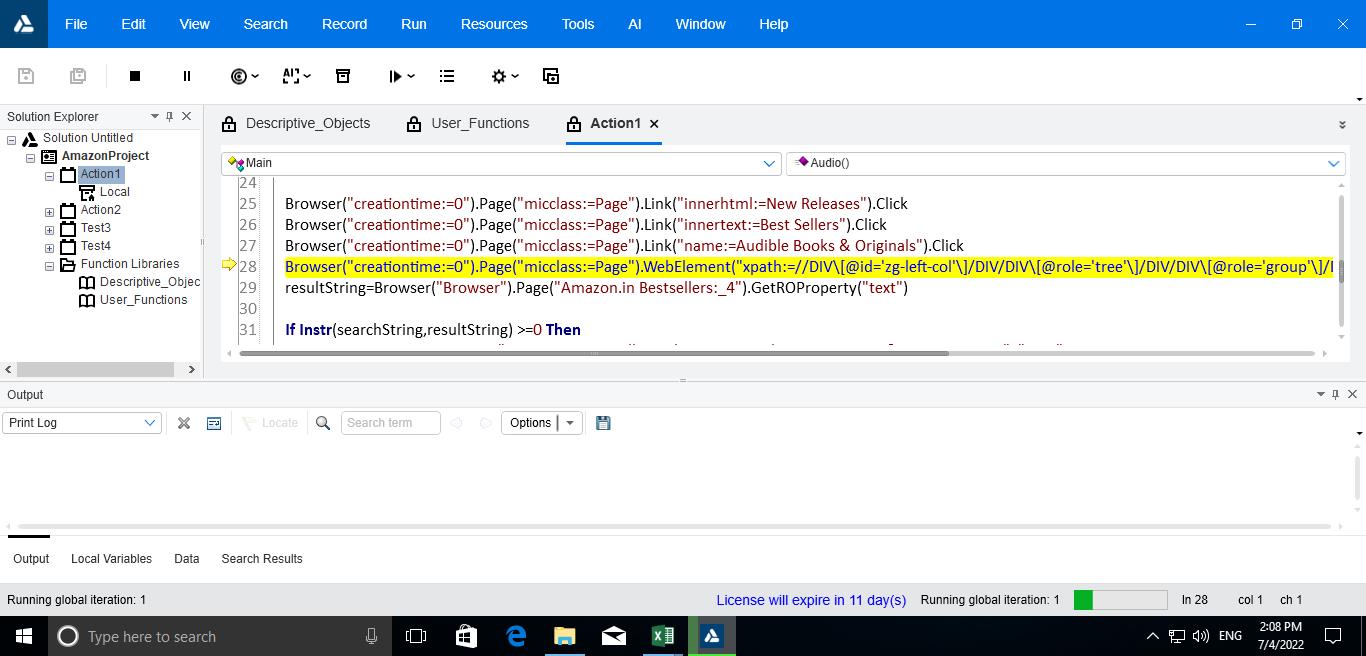 File Edit View Search Record Run Resources Tools AI Window Help
Solution Explorer
Solution Untitled
AmazonProject
Action1
Local
Action2
Test3
Test4
Function Libraries
Descriptive_Objec
User_Functions
Descriptive_Objects User_Functions Action1
Main Audio()
24
25 Browser("creationtime:=0").Page("micclass:=Page").Link("innerhtml:=New Releases").Click
26 Browser("creationtime:=0").Page("micclass:=Page").Link("innertext:=Best Sellers").Click
27 Browser("creationtime:=0").Page("micclass:=Page").Link("name:=Audible Books & Originals").Click
28 Browser("creationtime:=0").Page("micclass:=Page").WebElement("xpath:=//DIV\[@id='zg-left-col'\]/DIV/DIV\[@role='tree'\]/DIV/DIV\[@role='group'\]/
29 resultString=Browser("Browser").Page("Amazon.in Bestsellers:_4").GetROProperty("text")
30
31 If Instr(searchString,resultString) >=0 Then
Output
Print Log Locate Search term Options
Output Local Variables Data Search Results
Running global iteration: 1 License will expire in 11 day(s) Running global iteration: 1 ln 28 col 1 ch 1
Type here to search ENG 2:08 PM
7/4/2022